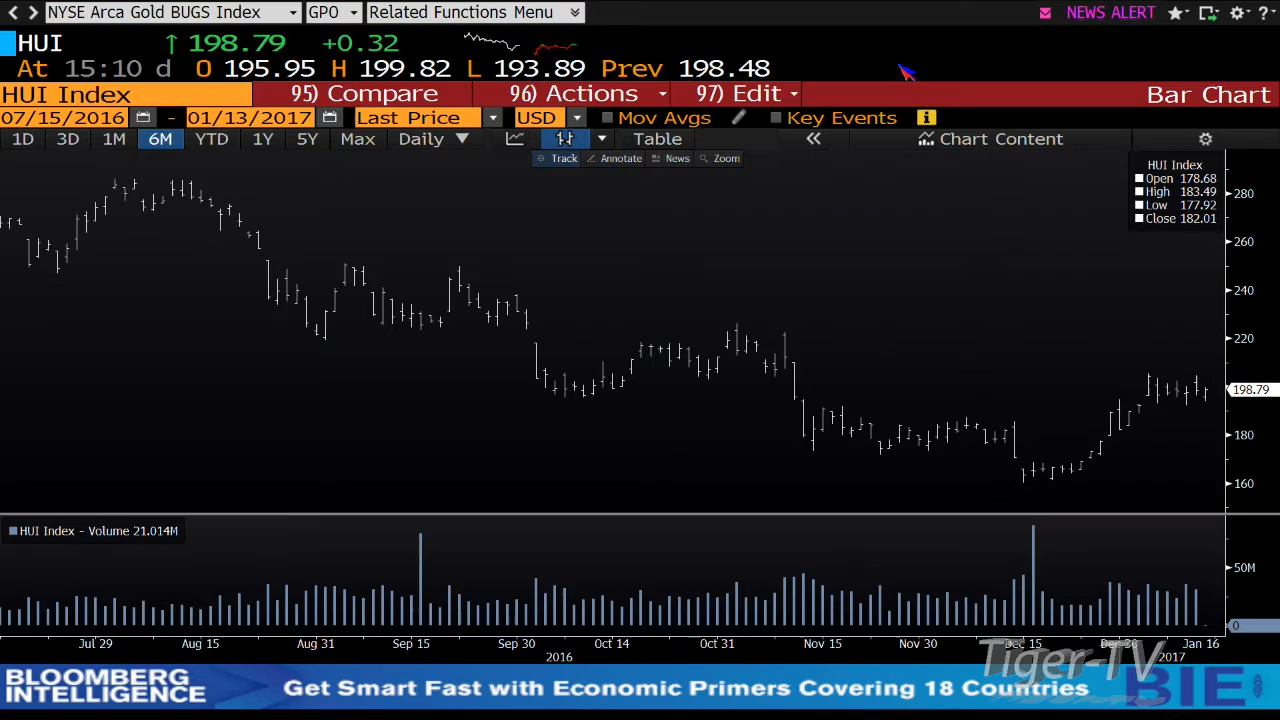 NYSE Arca Gold BUGS Index GPO Related Functions Menu NEWS ALERT ?
HUI ↑ 198.79 +0.32
At 15:10 d O 195.95 H 199.82 L 193.89 Prev 198.48
HUI Index 95) Compare 96) Actions 97) Edit Bar Chart
07/15/2016 - 01/13/2017 Last Price USD Mov Avgs Key Events i
1D 3D 1M 6M YTD 1Y 5Y Max Daily ▼ Table « Chart Content
Track Annotate News Zoom
HUI Index
Open 178.68
High 183.49
Low 177.92
Close 182.01
280
260
240
220
198.79
180
160
HUI Index - Volume 21.014M
50M
0
Jul 29 Aug 15 Aug 31 Sep 15 Sep 30 Oct 14 Oct 31 Nov 15 Nov 30 Dec 15 Dec 30 Jan 16
2016 2017
Tiger-TV
BLOOMBERG
INTELLIGENCE
Get Smart Fast with Economic Primers Covering 18 Countries
BI